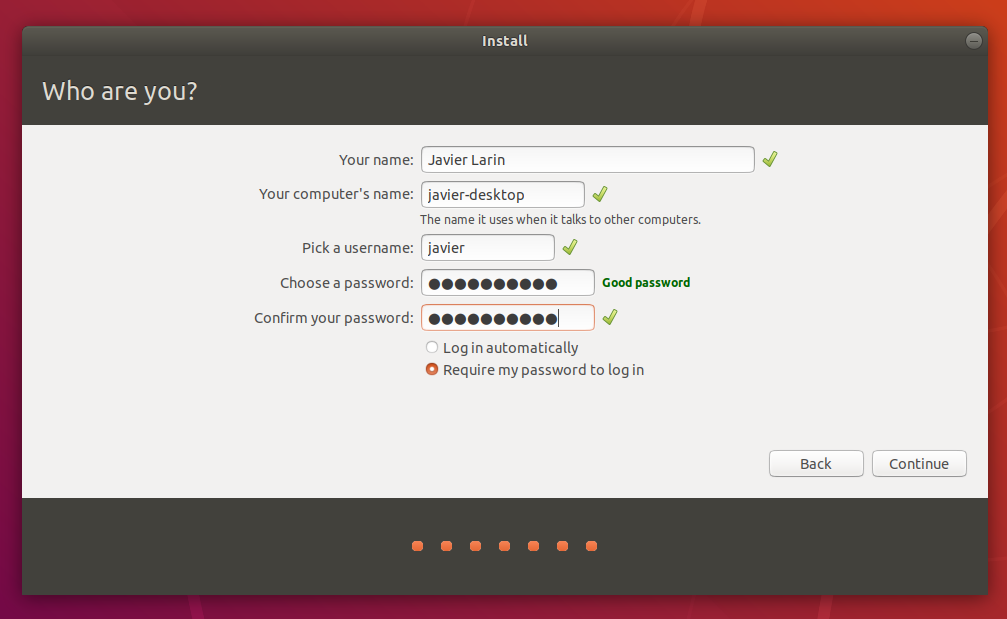 Install
Who are you?
Your name: Javier Larin
Your computer's name: javier-desktop
The name it uses when it talks to other computers.
Pick a username: javier
Choose a password: ●●●●●●●●●● Good password
Confirm your password: ●●●●●●●●●●
Log in automatically
Require my password to log in
Back Continue